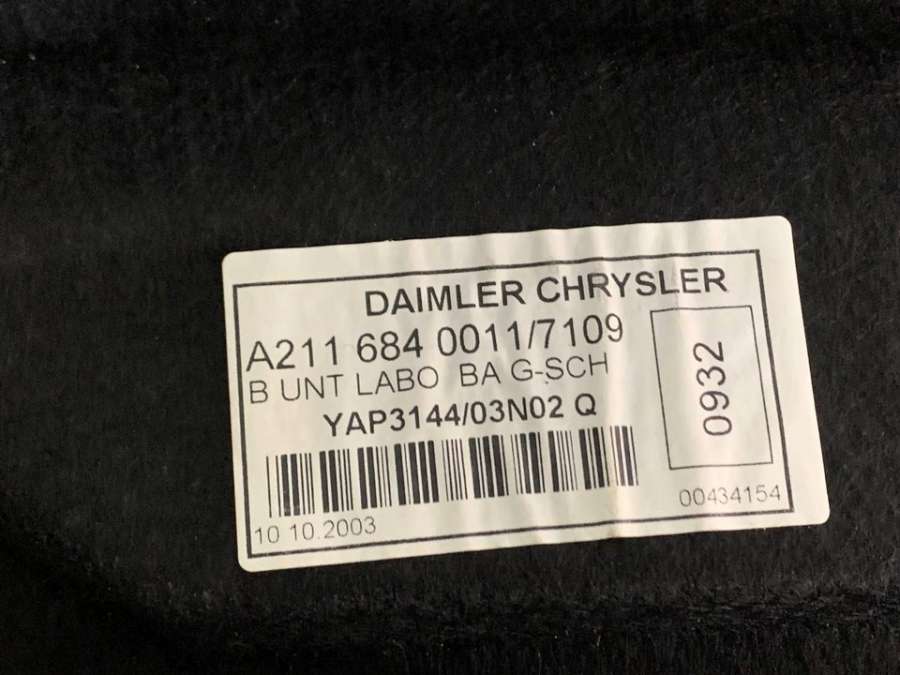 DAIMLER CHRYSLER
A211 684 0011/7109
B UNT LABO BA G-SCH
YAP3144/03N02 Q
0932
10 10.2003
00434154